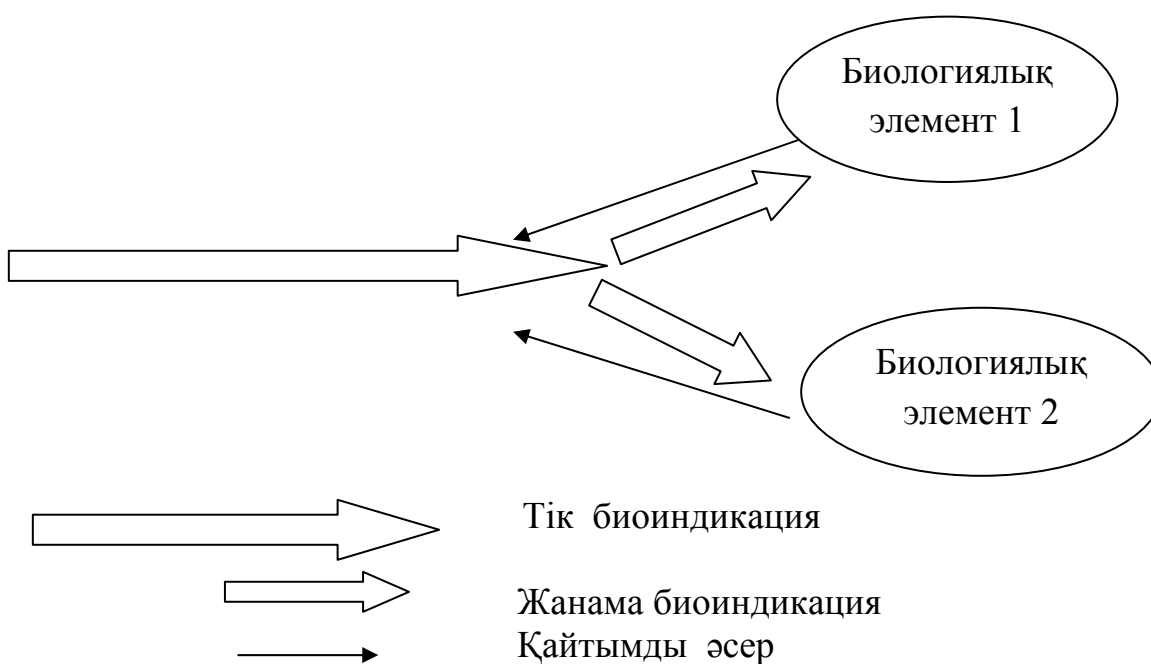 Биологиялық
элемент 1
Биологиялық
элемент 2
Тік биоиндикация
Жанама биоиндикация
Қайтымды әсер